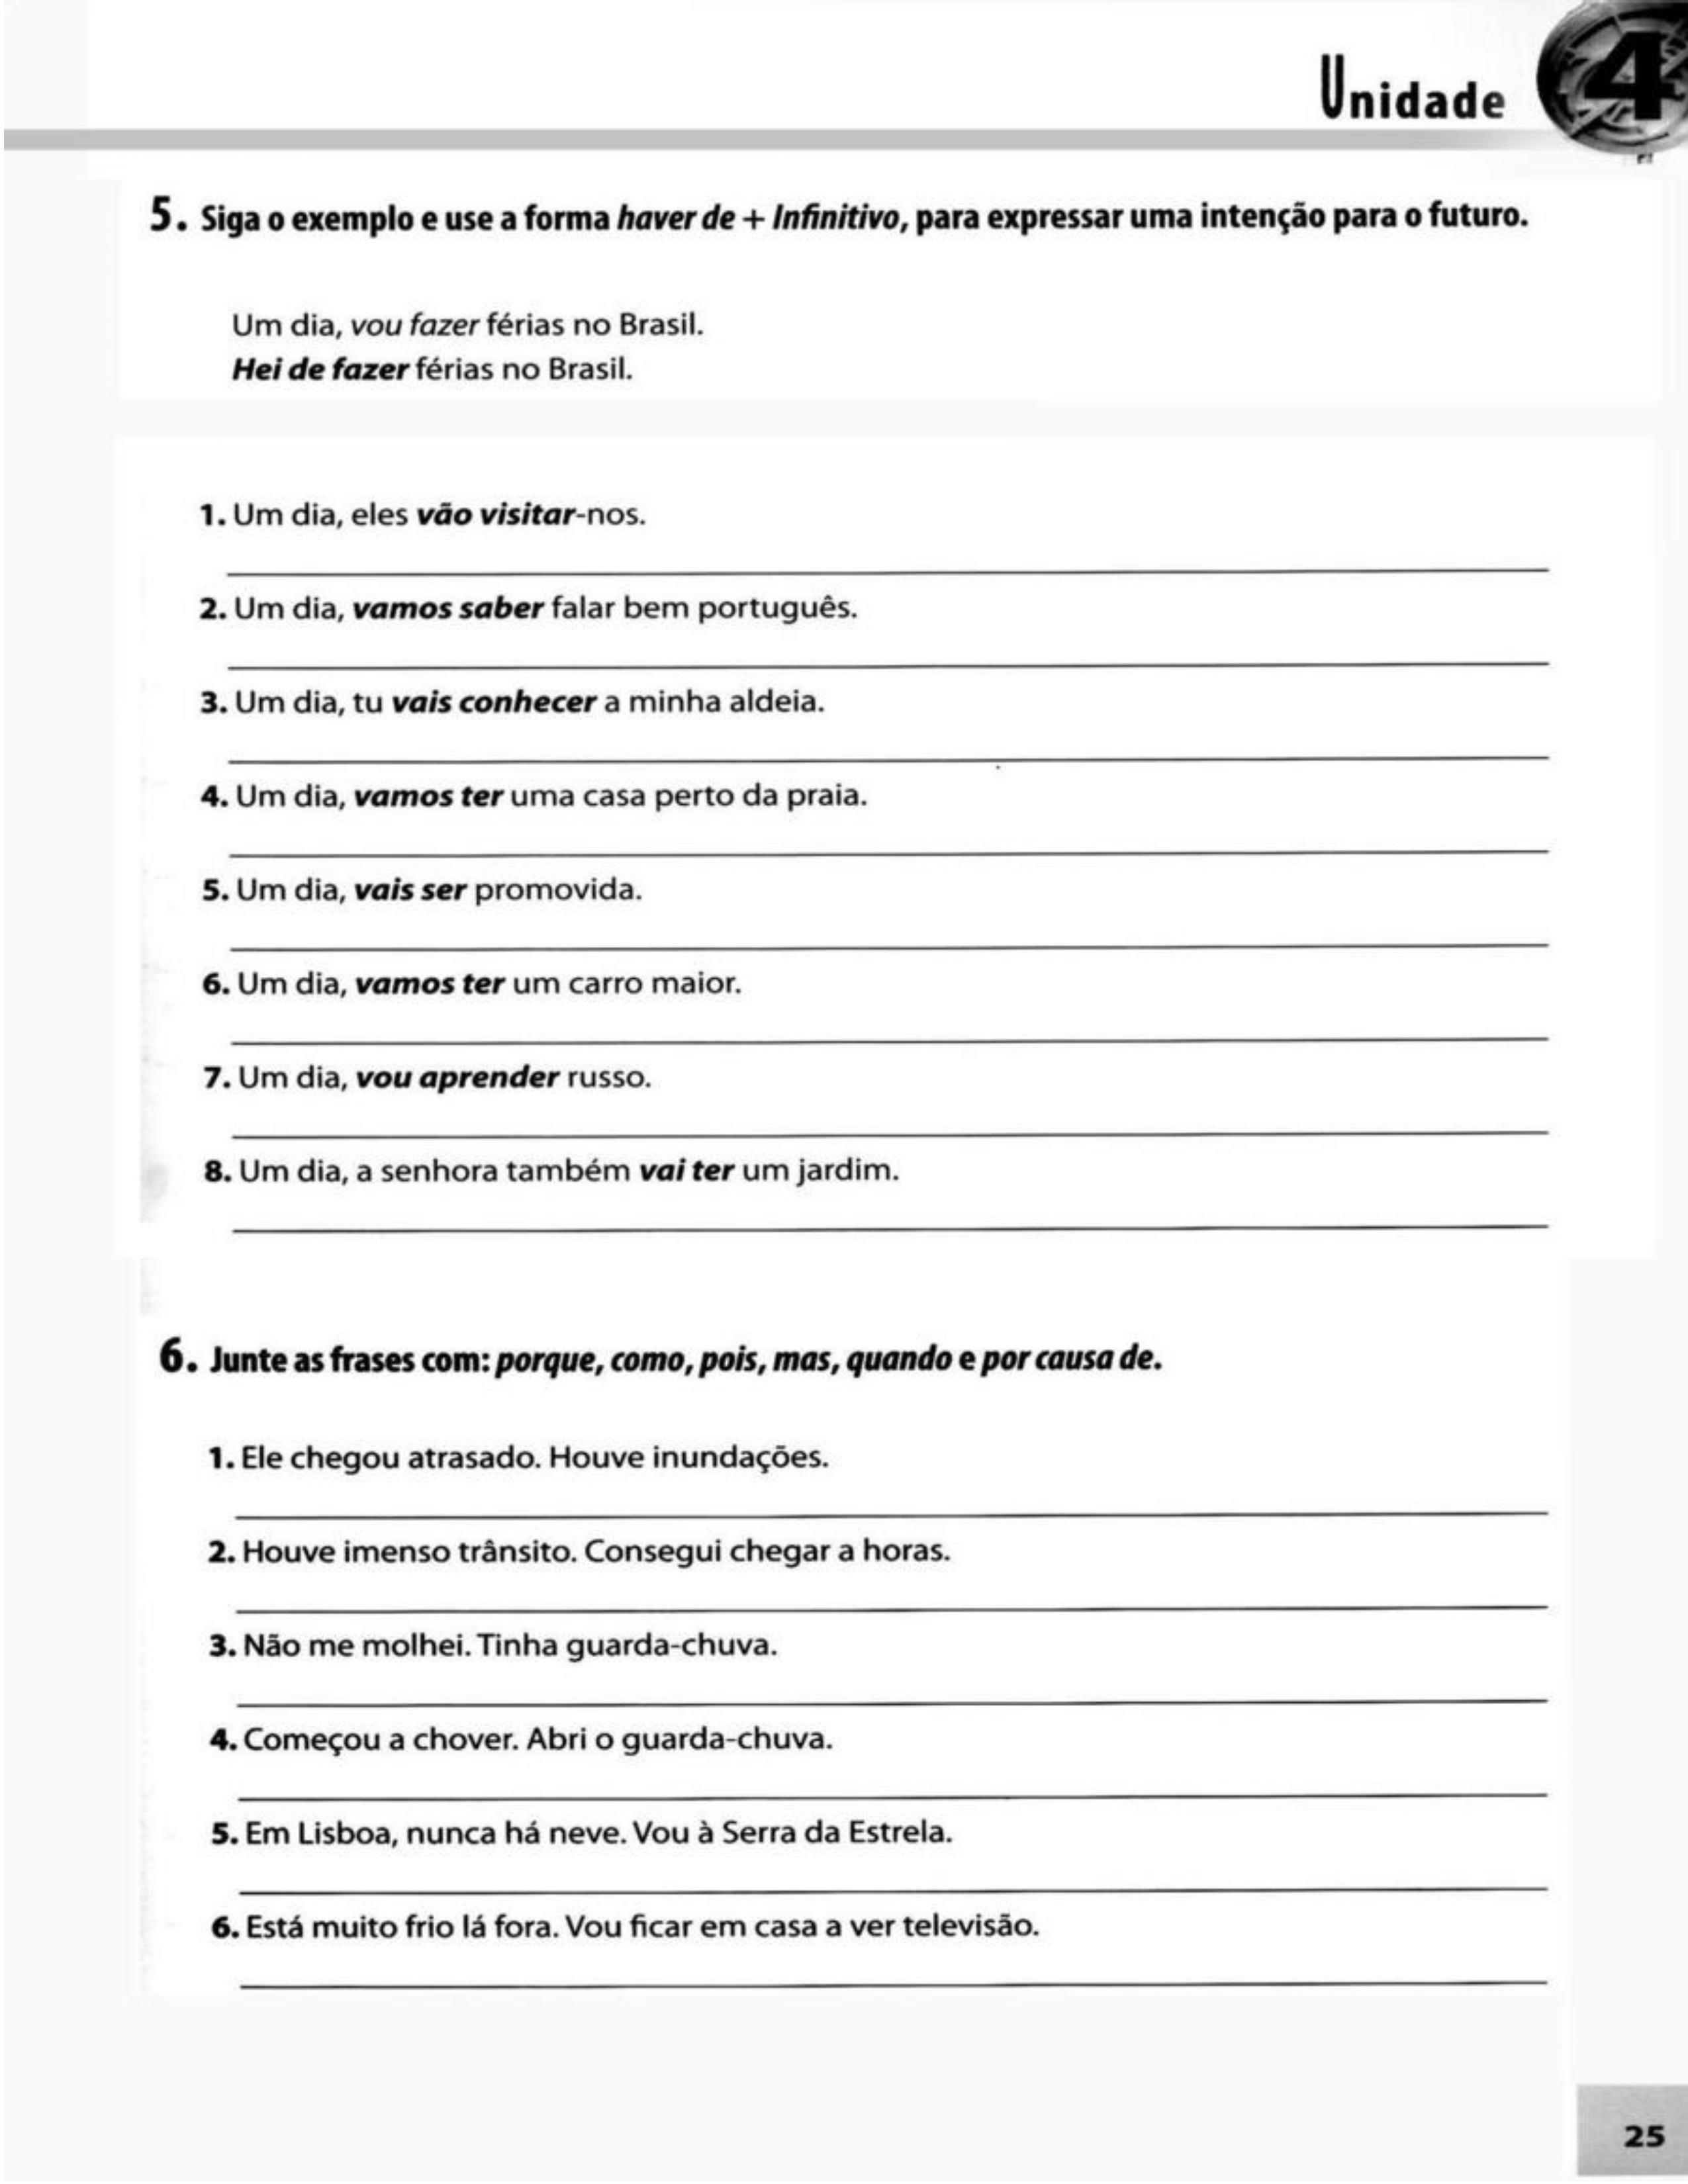 Unidade 4
5. Siga o exemplo e use a forma haver de + Infinitivo, para expressar uma intenção para o futuro.
Um dia, vou fazer férias no Brasil.
Hei de fazer férias no Brasil.
1. Um dia, eles vão visitar-nos.
2. Um dia, vamos saber falar bem português.
3. Um dia, tu vais conhecer a minha aldeia.
4. Um dia, vamos ter uma casa perto da praia.
5. Um dia, vais ser promovida.
6. Um dia, vamos ter um carro maior.
7. Um dia, vou aprender russo.
8. Um dia, a senhora também vai ter um jardim.
6. Junte as frases com: porque, como, pois, mas, quando e por causa de.
1. Ele chegou atrasado. Houve inundações.
2. Houve imenso trânsito. Consegui chegar a horas.
3. Não me molhei. Tinha guarda-chuva.
4. Começou a chover. Abri o guarda-chuva.
5. Em Lisboa, nunca há neve. Vou à Serra da Estrela.
6. Está muito frio lá fora. Vou ficar em casa a ver televisão.
25